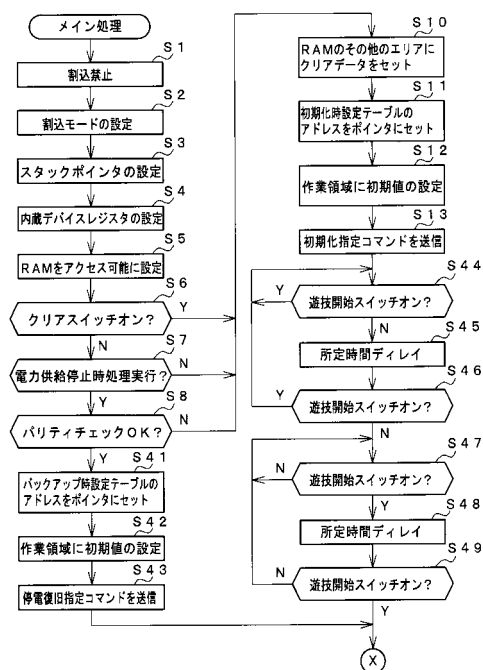 メイン処理
S1
割込禁止
S2
割込モードの設定
S3
スタックポインタの設定
S4
内蔵デバイスレジスタの設定
S5
RAMをアクセス可能に設定
S6
クリアスイッチオン?
Y
N
S7
電力供給停止時処理実行?
N
Y
S8
パリティチェックOK?
N
Y
S41
バックアップ時設定テーブルの
アドレスをポインタにセット
S42
作業領域に初期値の設定
S43
停電復旧指定コマンドを送信
S10
RAMのその他のエリアに
クリアデータをセット
S11
初期化時設定テーブルの
アドレスをポインタにセット
S12
作業領域に初期値の設定
S13
初期化指定コマンドを送信
S44
Y
遊技開始スイッチオン?
N
S45
所定時間ディレイ
S46
Y
遊技開始スイッチオン?
N
S47
N
遊技開始スイッチオン?
Y
S48
所定時間ディレイ
S49
N
遊技開始スイッチオン?
Y
X